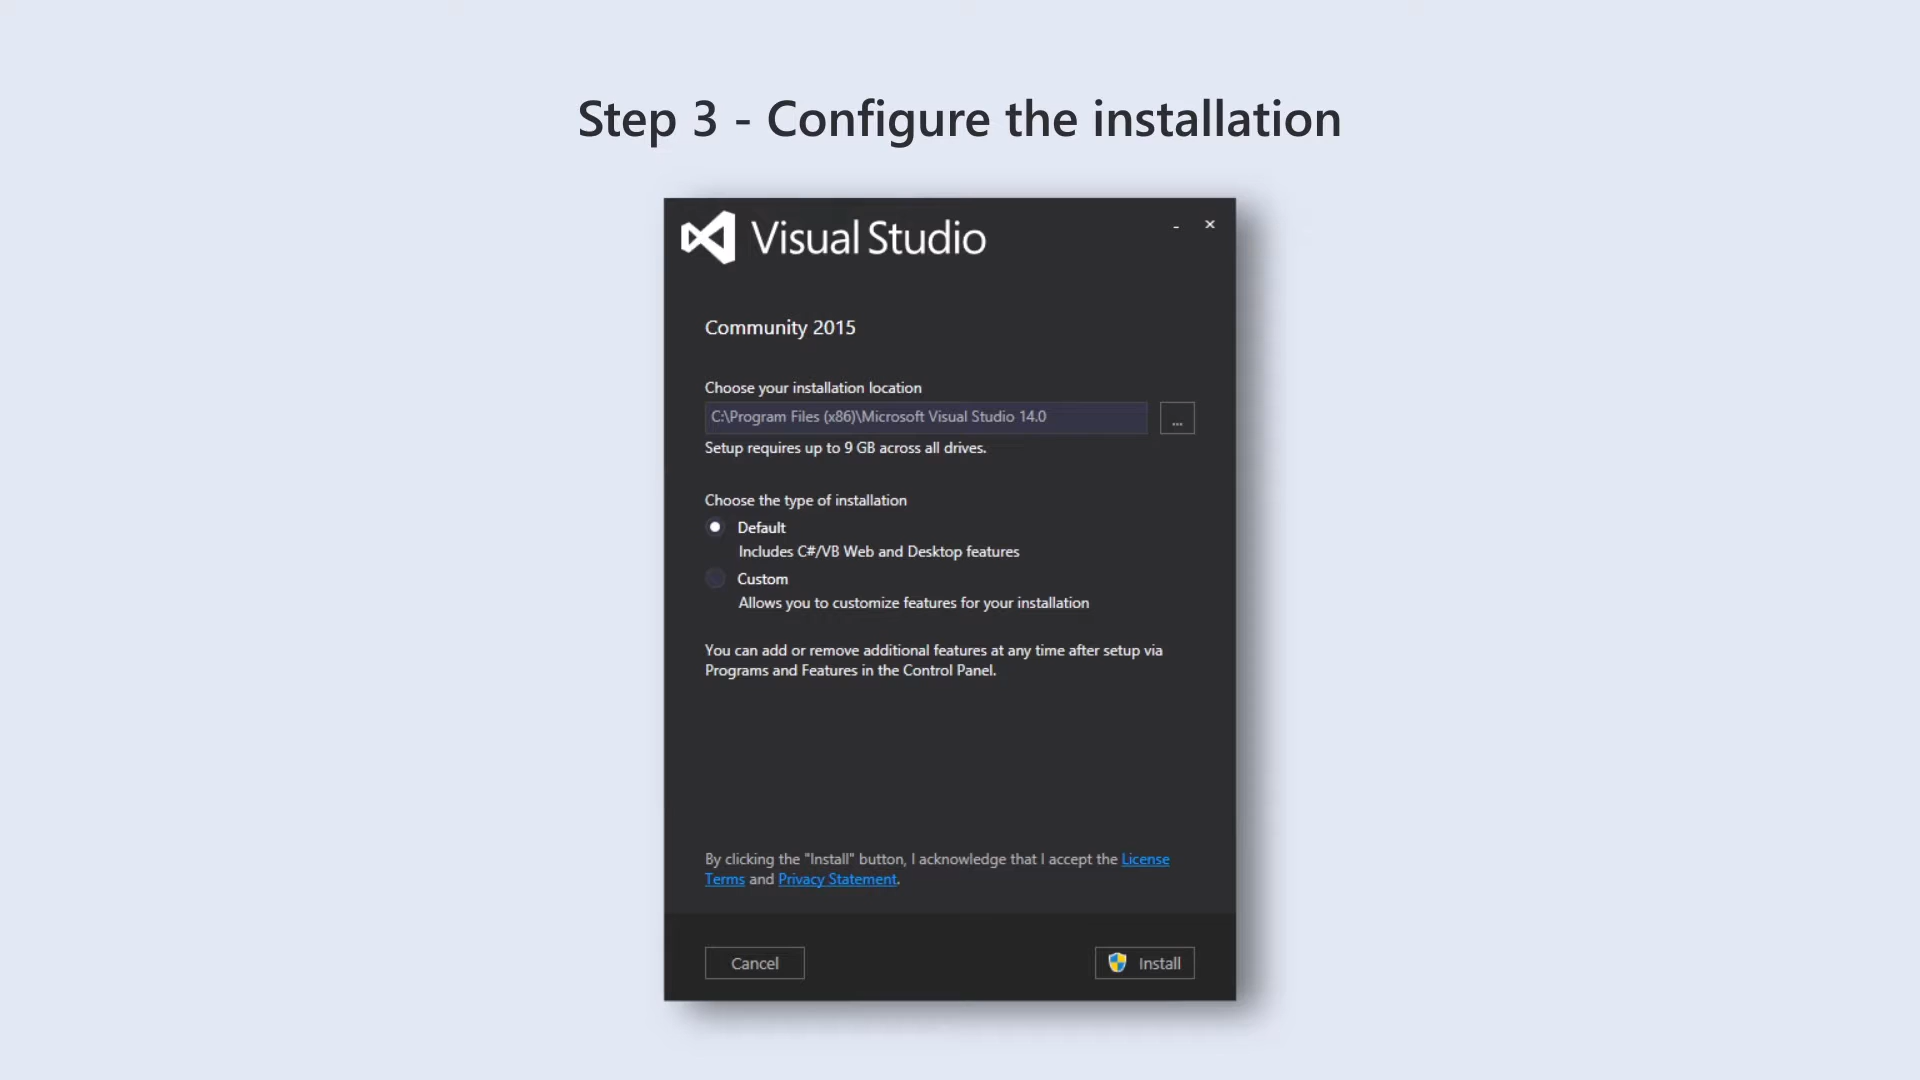 Step 3 - Configure the installation
Visual Studio
Community 2015
Choose your installation location
C:\Program Files (x86)\Microsoft Visual Studio 14.0
...
Setup requires up to 9 GB across all drives.
Choose the type of installation
Default
Includes C#/VB Web and Desktop features
Custom
Allows you to customize features for your installation
You can add or remove additional features at any time after setup via
Programs and Features in the Control Panel.
By clicking the "Install" button, I acknowledge that I accept the License
Terms and Privacy Statement.
Cancel
Install